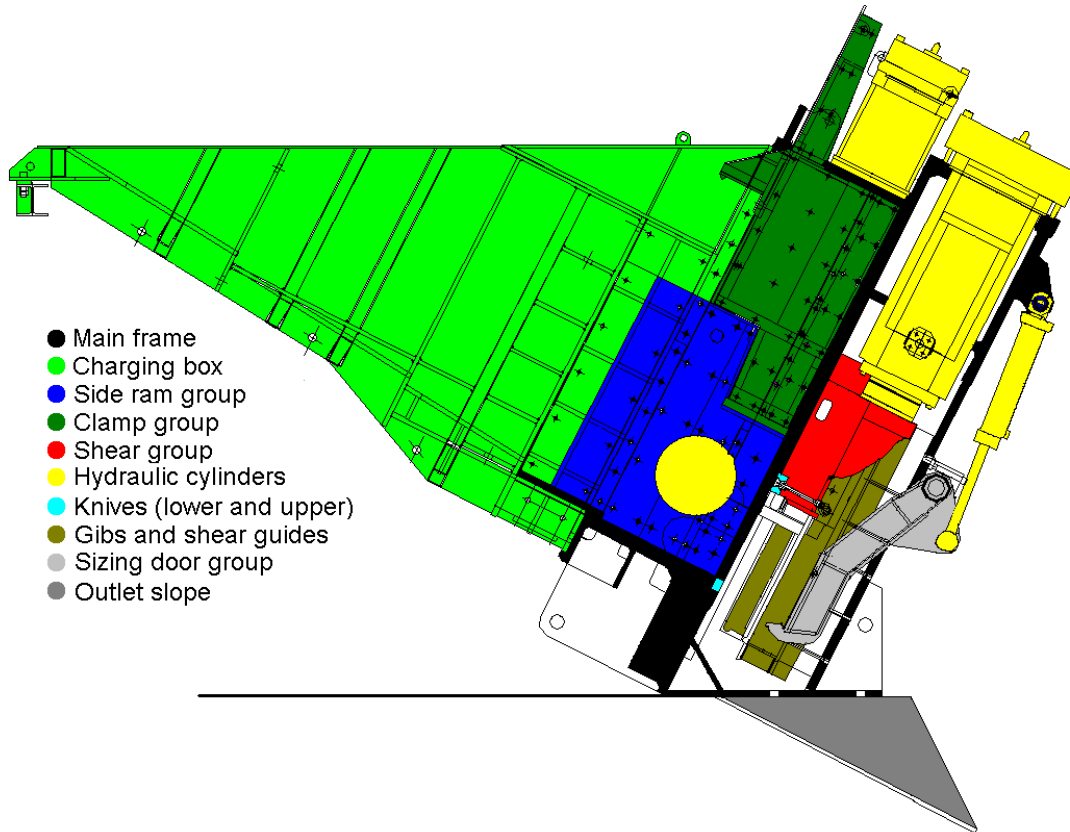 Main frame
Charging box
Side ram group
Clamp group
Shear group
Hydraulic cylinders
Knives (lower and upper)
Gibs and shear guides
Sizing door group
Outlet slope